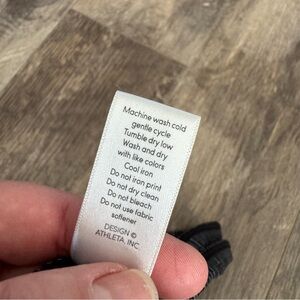 Machine wash cold
gentle cycle
Tumble dry low
Wash and dry
with like colors
Cool iron
Do not iron print
Do not dry clean
Do not bleach
Do not use fabric
softener
DESIGN ©
ATHLETA, INC.